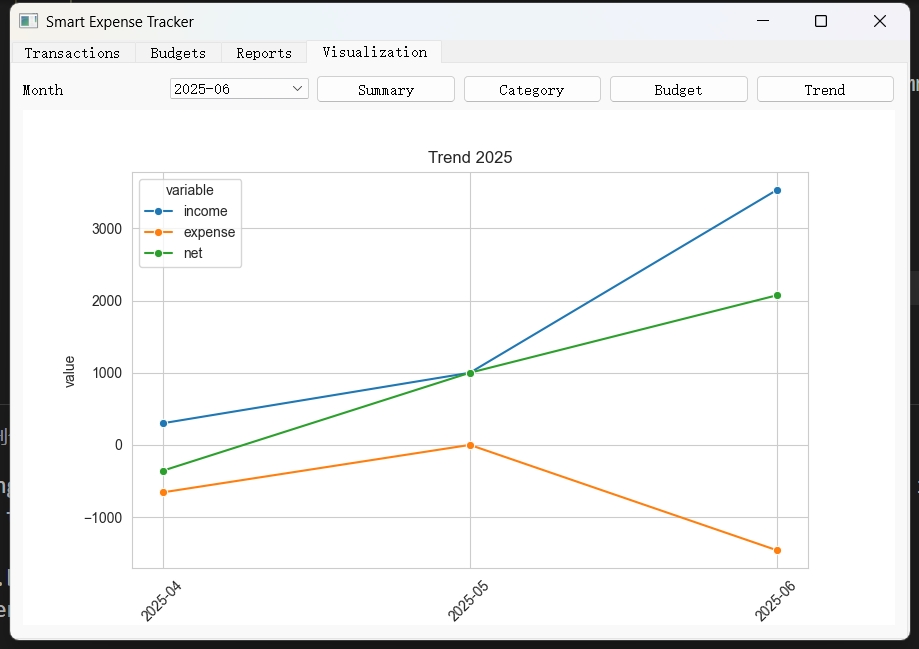 Smart Expense Tracker
Transactions Budgets Reports Visualization
Month 2025-06 Summary Category Budget Trend
Trend 2025
variable
income
expense
net
3000
2000
1000
0
−1000
value
2025-04 2025-05 2025-06